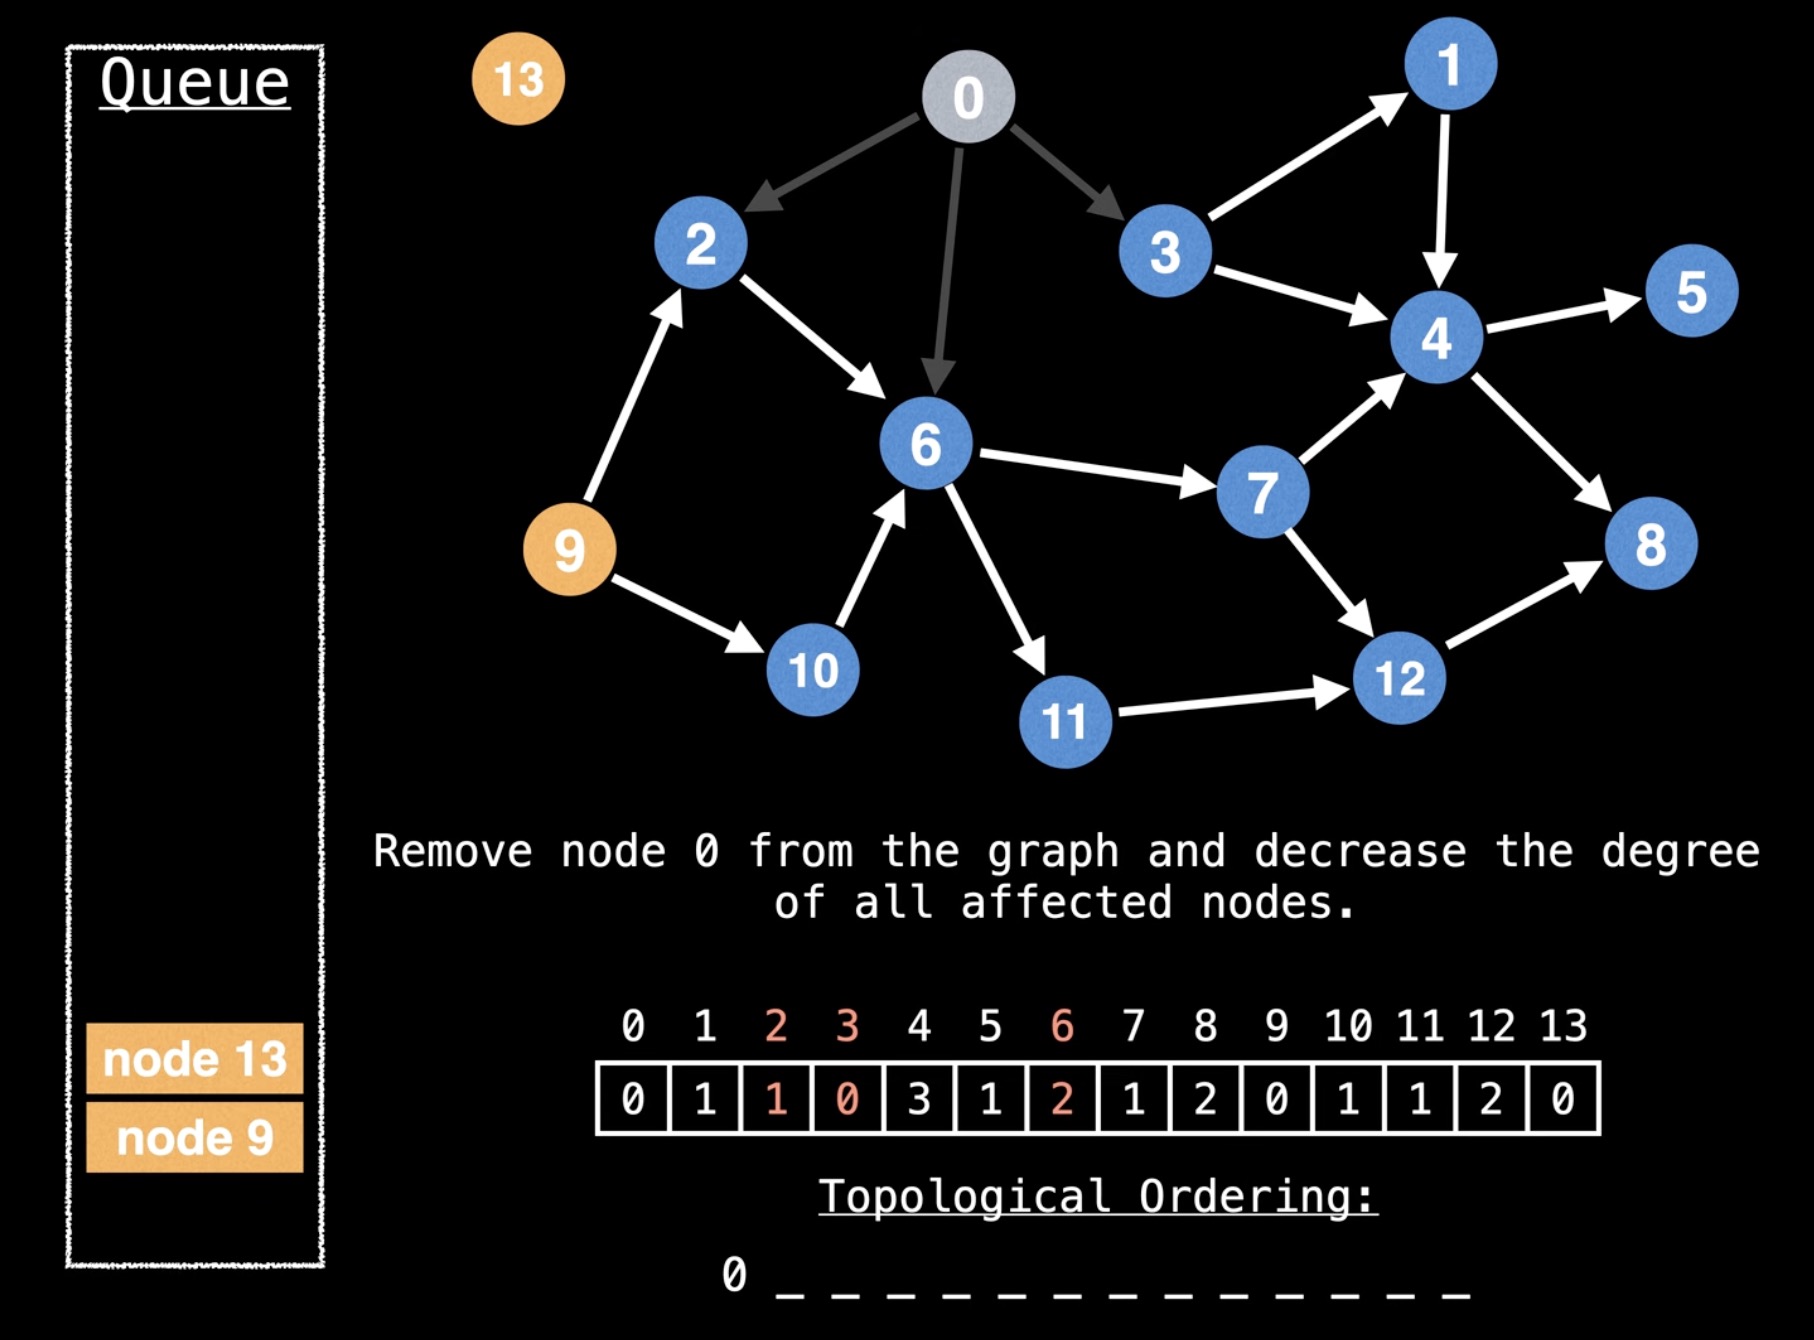 Queue
13
0
1
2
3
5
4
6
7
9
8
10
12
11
Remove node 0 from the graph and decrease the degree
of all affected nodes.
0 1 2 3 4 5 6 7 8 9 10 11 12 13
0 1 1 0 3 1 2 1 2 0 1 1 2 0
node 13
node 9
Topological Ordering:
0 _ _ _ _ _ _ _ _ _ _ _ _ _